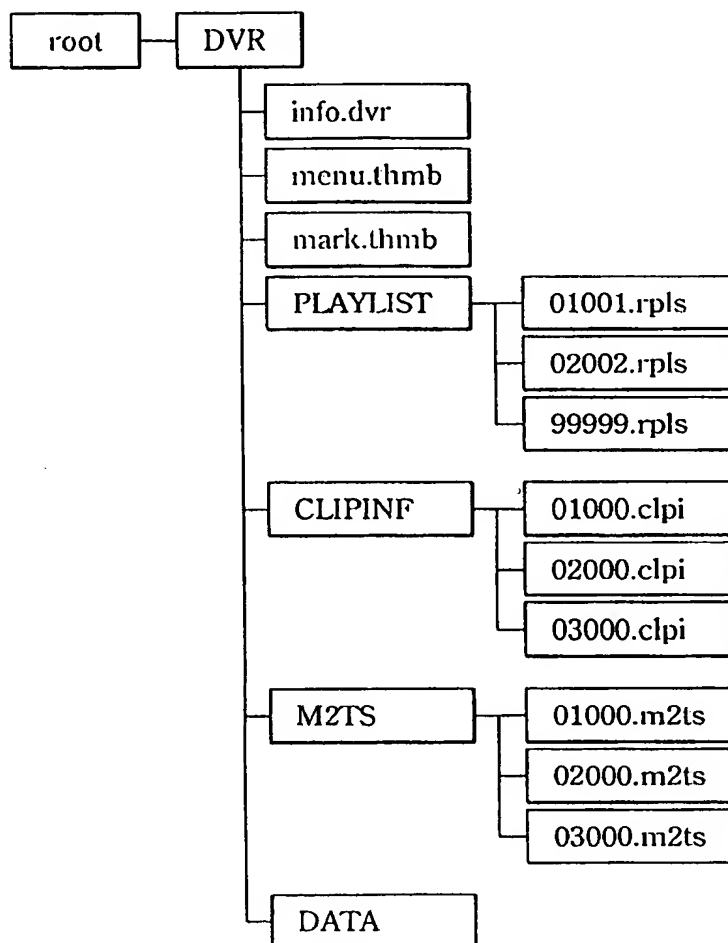 root DVR
info.dvr
menu.thmb
mark.thmb
PLAYLIST 01001.rpls
02002.rpls
99999.rpls
CLIPINF 01000.clpi
02000.clpi
03000.clpi
M2TS 01000.m2ts
02000.m2ts
03000.m2ts
DATA